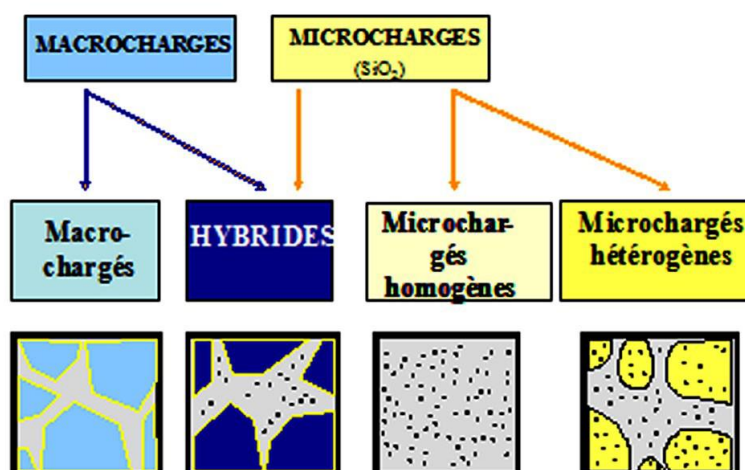 MACROCHARGES
MICROCHARGES
(SiO₂)
Macro-
chargés
HYBRIDES
Microchar-
gés
homogènes
Microchargés
hétérogènes